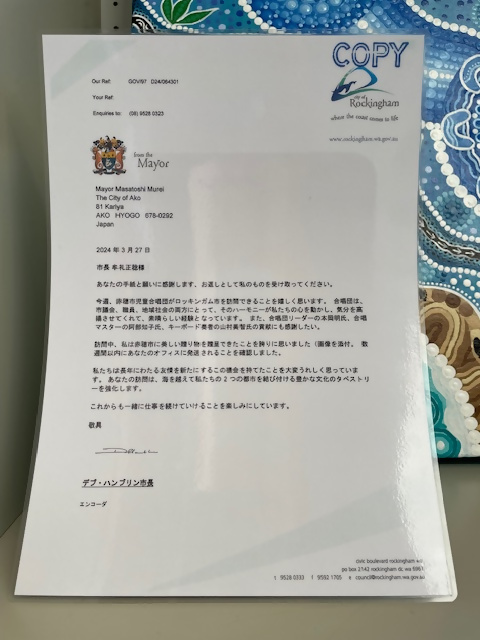 COPY
Our Ref: GOV/97 D24/064301
Your Ref:
Enquiries to: (08) 9528 0323
city of
Rockingham
where the coast comes to life
www.rockingham.wa.gov.au
from the
Mayor
Mayor Masatoshi Murei
The City of Ako
81 Kariya
AKO HYOGO 678-0292
Japan
2024 年 3 月 27 日
市長 牟礼正稔様
あなたの手紙と願いに感謝します、お返しとして私のものを受け取ってください。
今週、赤穂市児童合唱団がロッキンガム市を訪問できることを嬉しく思います。 合唱団は、
市議会、職員、地域社会の両方にとって、そのハーモニーが私たちの心を動かし、気分を高
揚させてくれて、素晴らしい経験となっています。 また、合唱団リーダーの本岡明氏、合唱
マスターの阿部知子氏、キーボード奏者の山村美智氏の貢献にも感謝したい。
訪問中、私は赤穂市に美しい贈り物を提呈できたことを誇りに思いました（画像を添付。 数
週間以内にあなたのオフィスに発送されることを確認しました。
私たちは長年にわたる友情を新たにするこの機会を持てたことを大変うれしく思っていま
す。 あなたの訪問は、海を越えて私たちの 2 つの都市を結び付ける豊かな文化のタペストリ
ーを強化します。
これからも一緒に仕事を続けていけることを楽しみにしています。
敬具
デブ・ハンブリン市長
エンコーダ
civic boulevard rockingham wa
po box 2142 rockingham dc wa 6967
t 9528 0333 f 9592 1705 e council@rockingham.wa.gov.au